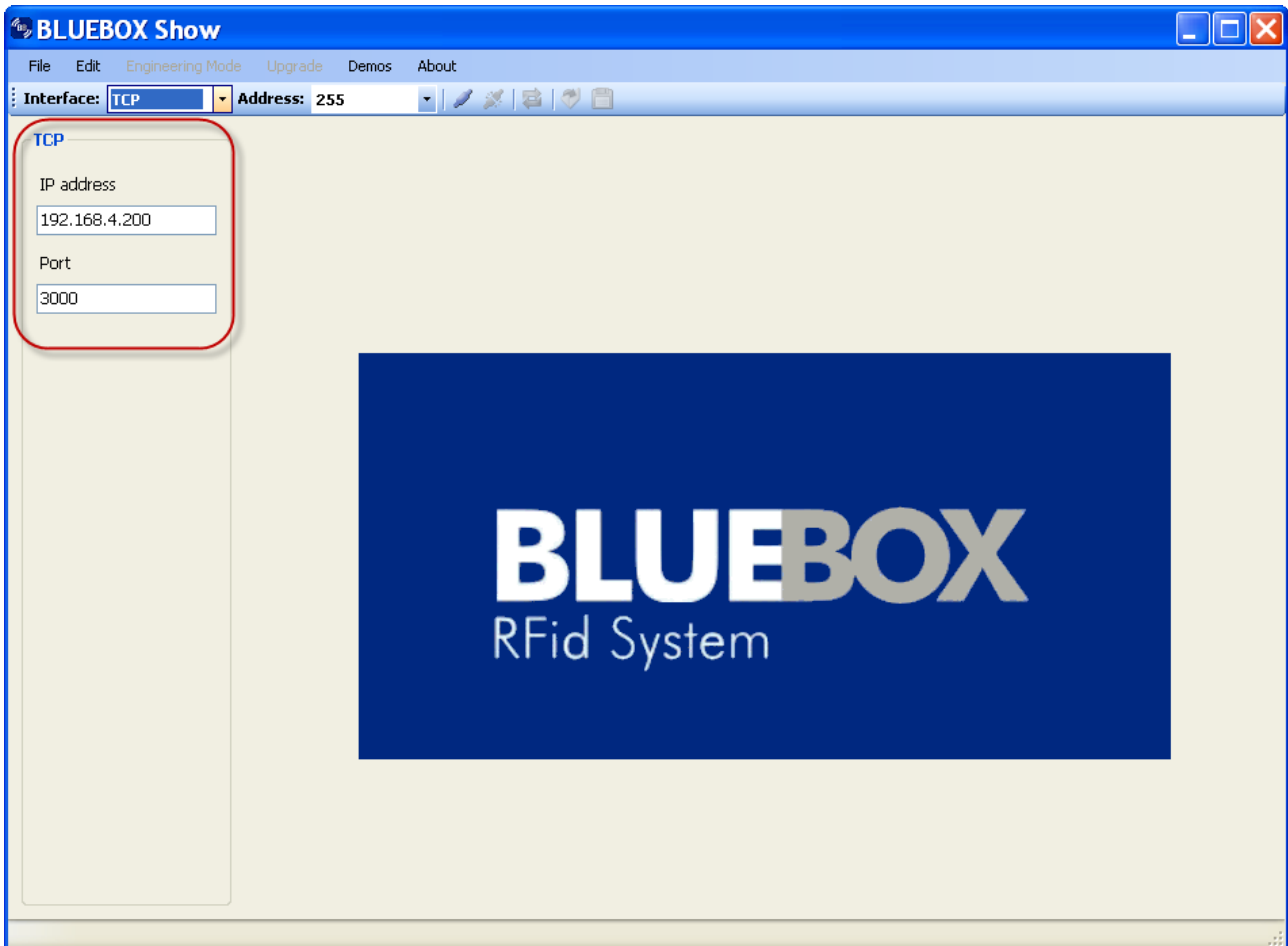 BLUEBOX Show
File Edit Engineering Mode Upgrade Demos About
Interface: TCP Address: 255
TCP
IP address
192.168.4.200
Port
3000
BLUEBOX
RFid System